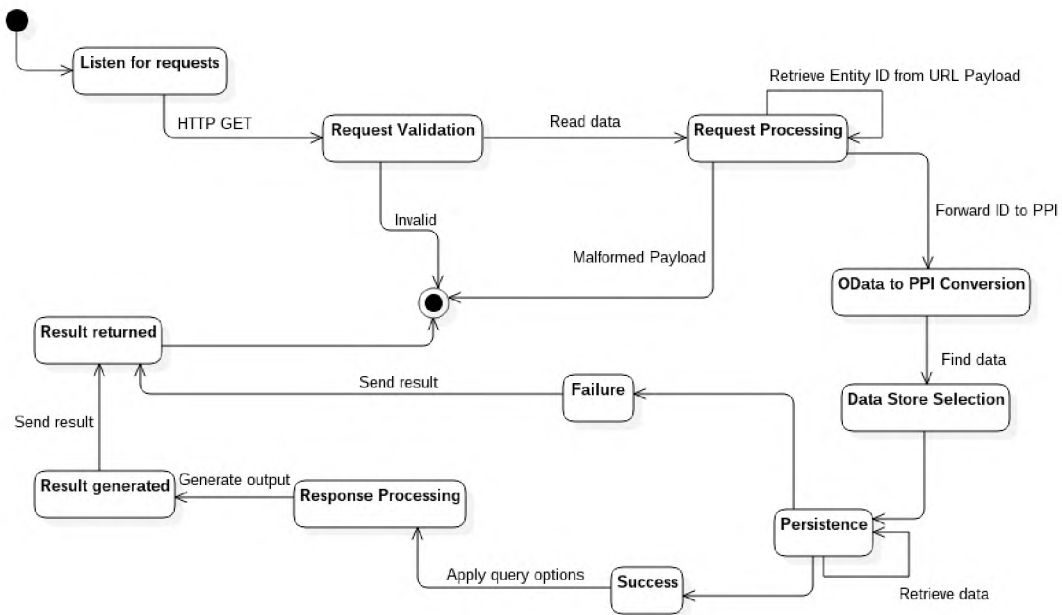 Listen for requests
Retrieve Entity ID from URL Payload
HTTP GET
Request Validation
Read data
Request Processing
Invalid
Forward ID to PPI
Malformed Payload
OData to PPI Conversion
Result returned
Find data
Send result
Failure
Data Store Selection
Send result
Result generated
Generate output
Response Processing
Persistence
Apply query options
Success
Retrieve data